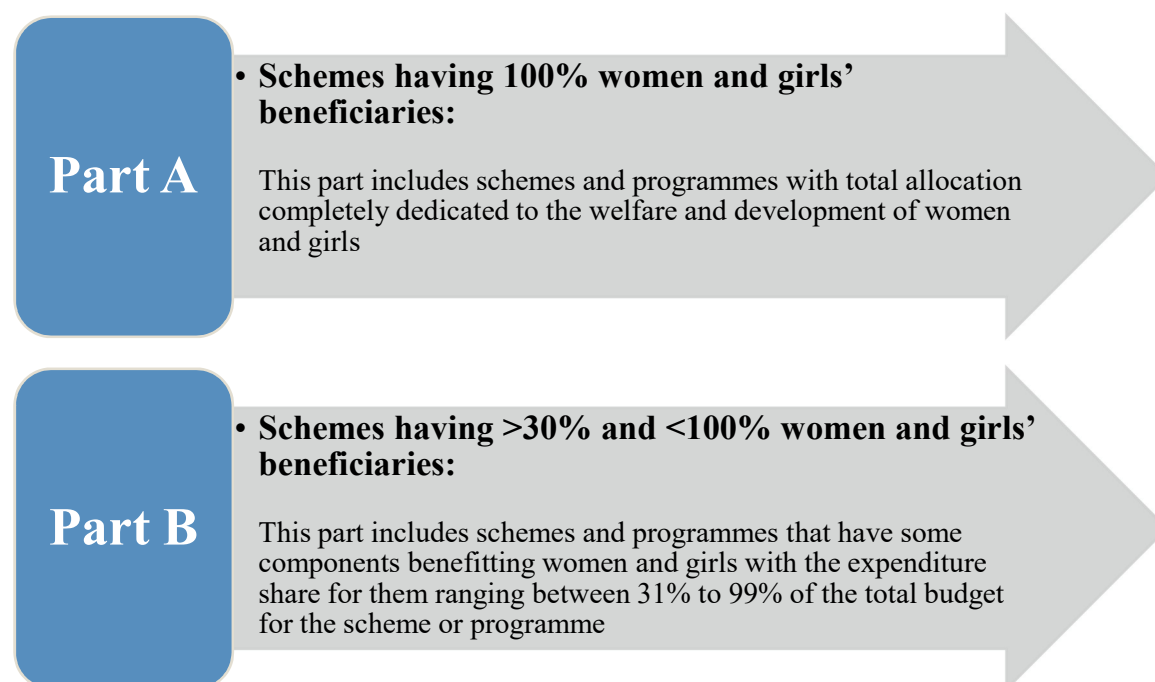 Part A
• Schemes having 100% women and girls’
beneficiaries:
This part includes schemes and programmes with total allocation
completely dedicated to the welfare and development of women
and girls
Part B
• Schemes having >30% and <100% women and girls’
beneficiaries:
This part includes schemes and programmes that have some
components benefitting women and girls with the expenditure
share for them ranging between 31% to 99% of the total budget
for the scheme or programme